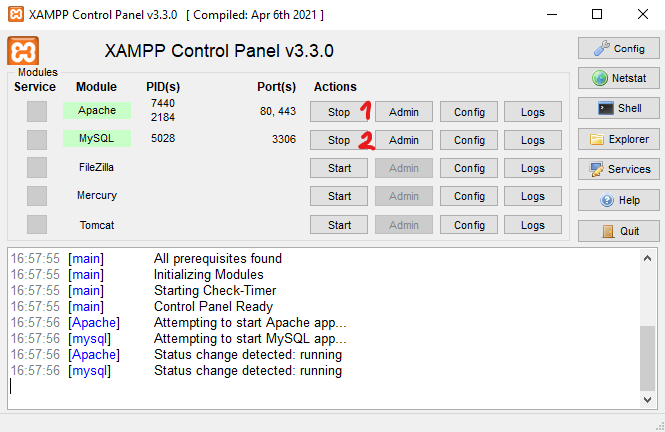 XAMPP Control Panel v3.3.0 [ Compiled: Apr 6th 2021 ]
XAMPP Control Panel v3.3.0
Config
Modules
Service Module PID(s) Port(s) Actions
Netstat
Apache 7440 2184 80, 443 Stop 1 Admin Config Logs
Shell
MySQL 5028 3306 Stop 2 Admin Config Logs
Explorer
FileZilla Start Admin Config Logs
Services
Mercury Start Admin Config Logs
Help
Tomcat Start Admin Config Logs
Quit
16:57:55 [main] All prerequisites found
16:57:55 [main] Initializing Modules
16:57:55 [main] Starting Check-Timer
16:57:55 [main] Control Panel Ready
16:57:56 [Apache] Attempting to start Apache app...
16:57:56 [mysql] Attempting to start MySQL app...
16:57:56 [Apache] Status change detected: running
16:57:56 [mysql] Status change detected: running